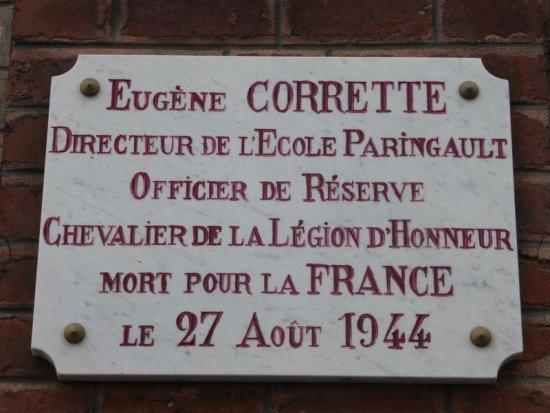 Eugène CORRETTE
Directeur de l'Ecole Paringault
Officier de Réserve
Chevalier de la Légion d'Honneur
mort pour la FRANCE
le 27 Août 1944